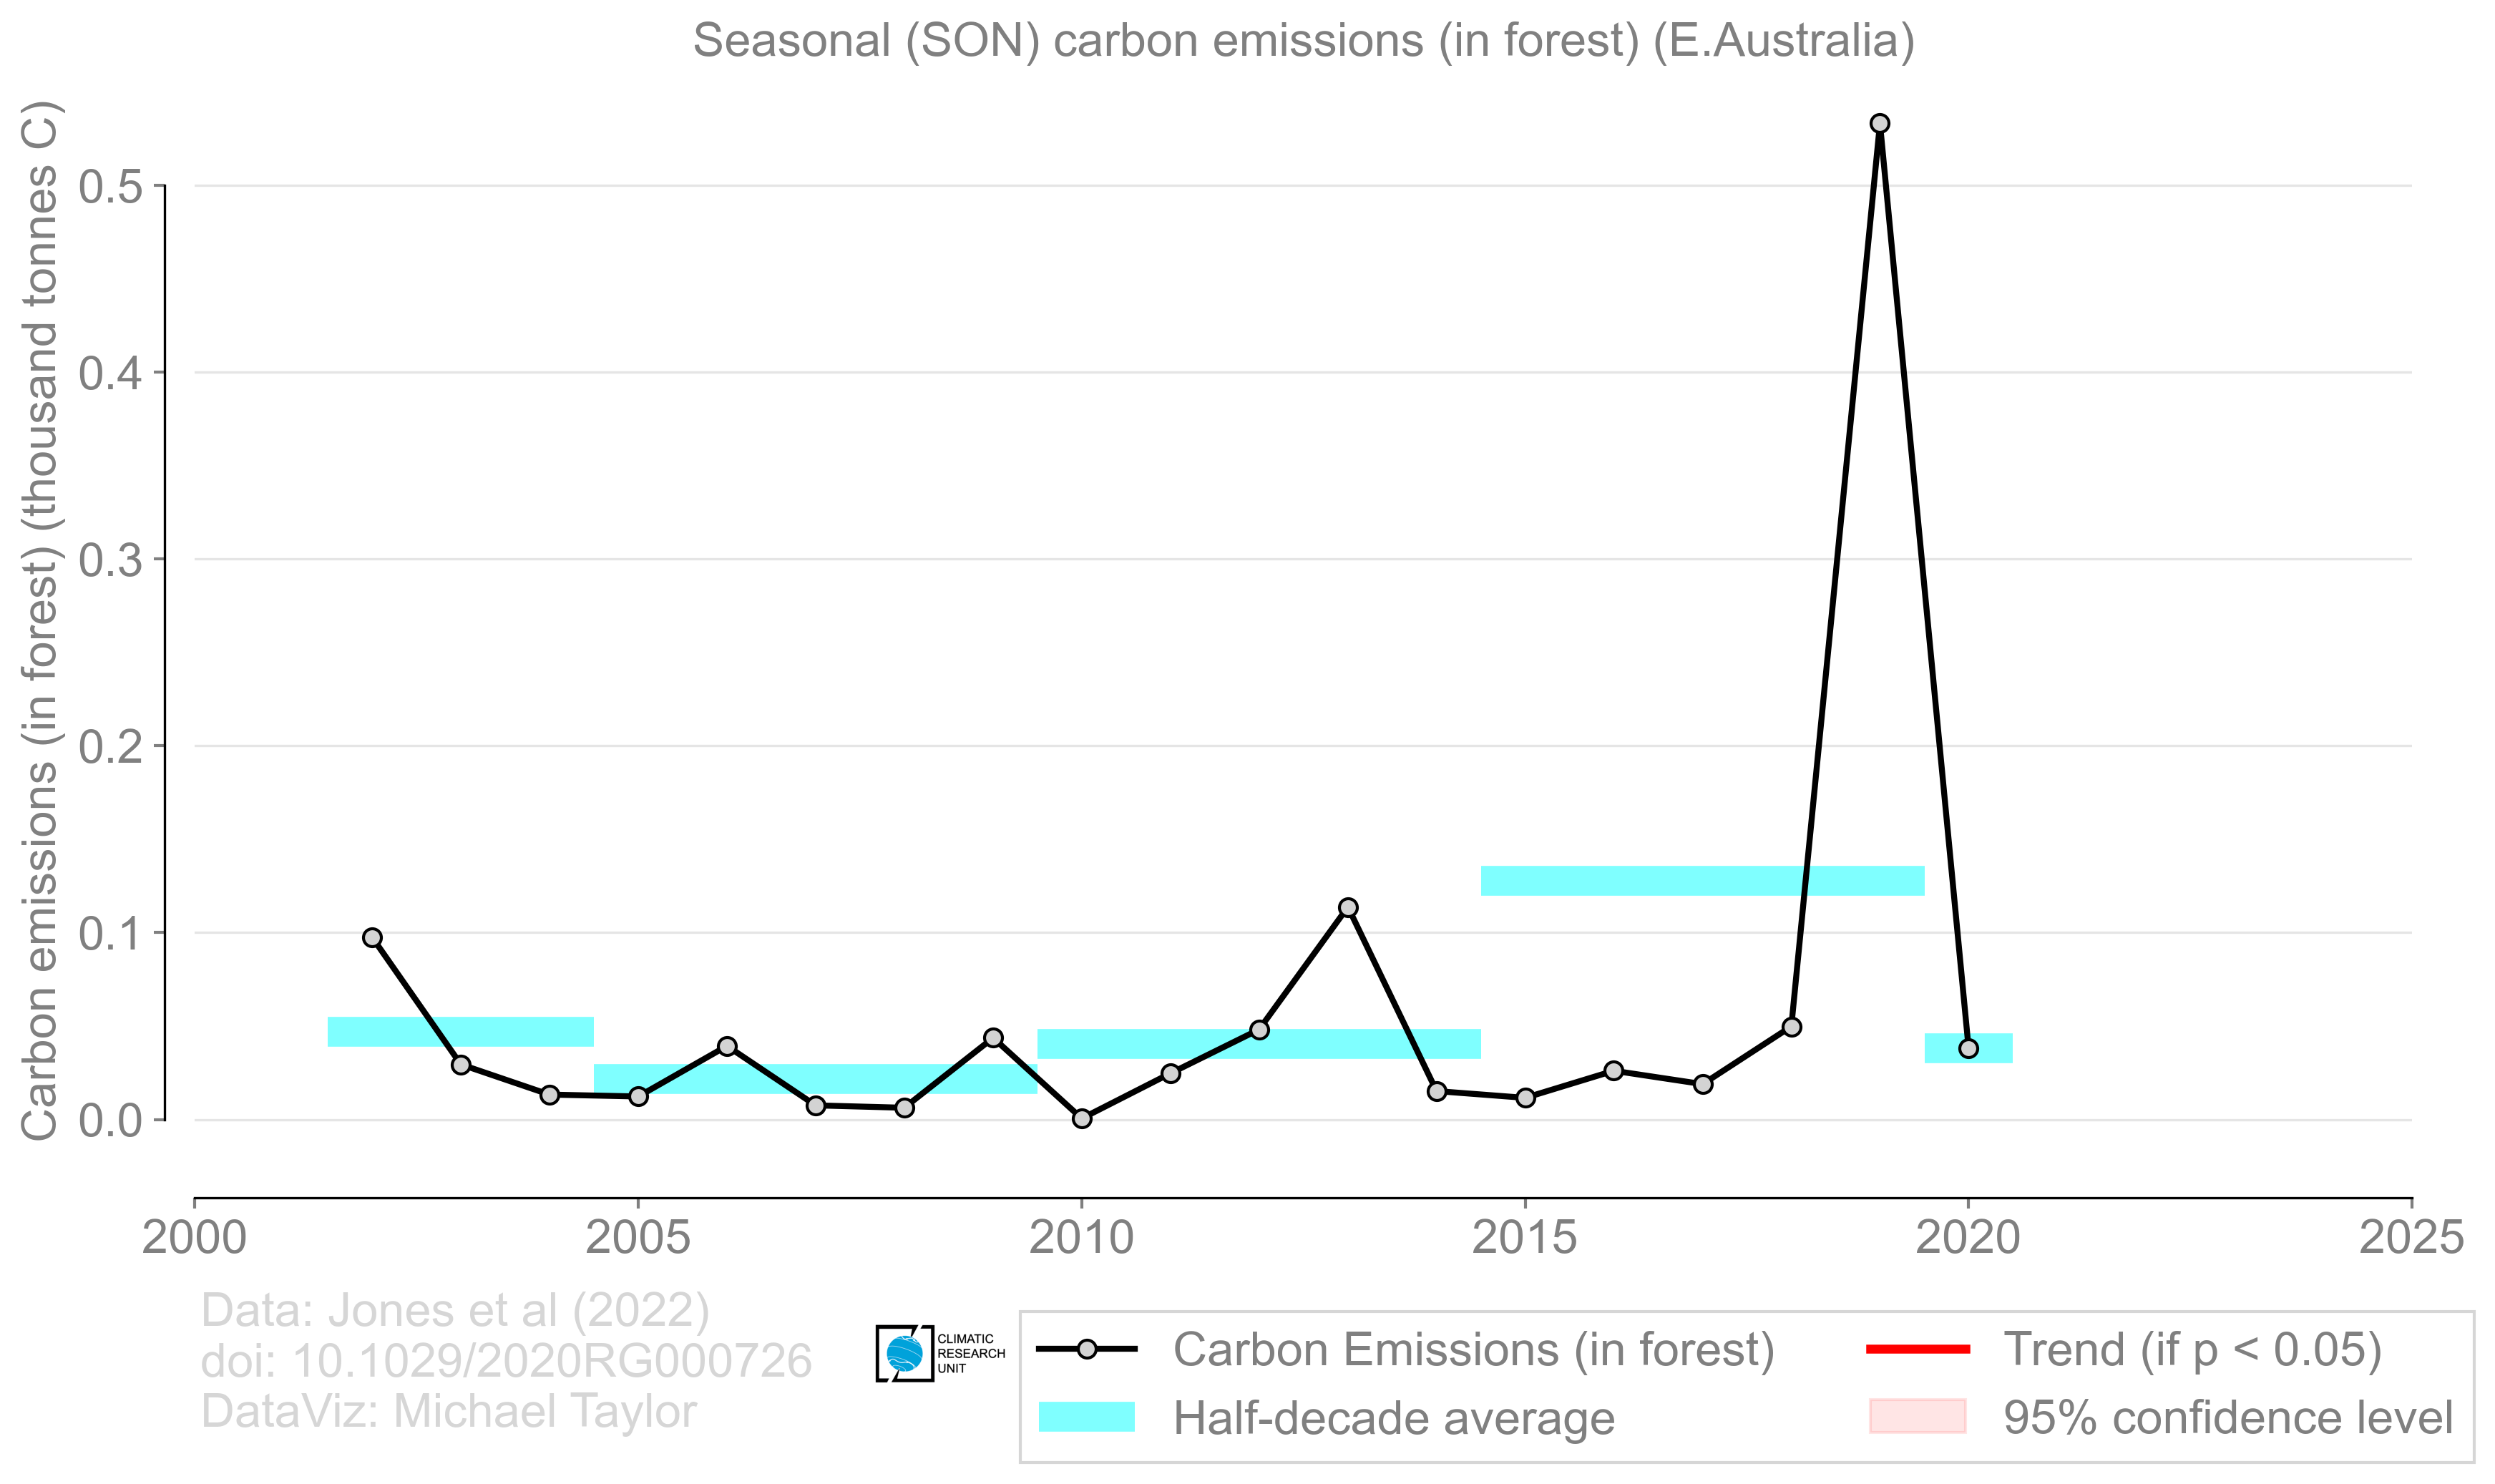 Seasonal (SON) carbon emissions (in forest) (E.Australia)
Carbon emissions (in forest) (thousand tonnes C)
0.5
0.4
0.3
0.2
0.1
0.0
2000
2005
2010
2015
2020
2025
Data: Jones et al (2022)
doi: 10.1029/2020RG000726
DataViz: Michael Taylor
CLIMATIC
RESEARCH
UNIT
Carbon Emissions (in forest)
Half-decade average
Trend (if p < 0.05)
95% confidence level